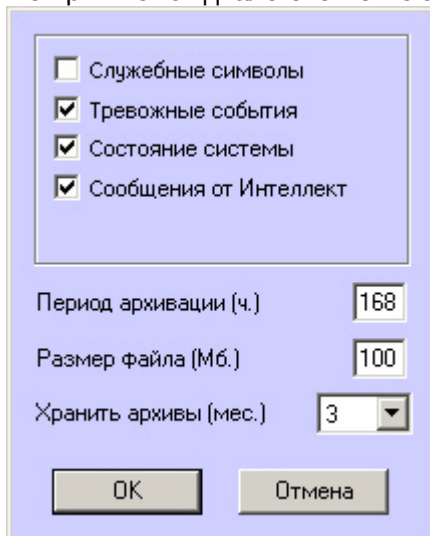 Служебные символы
Тревожные события
Состояние системы
Сообщения от Интеллект
Период архивации (ч.) 168
Размер файла (Мб.) 100
Хранить архивы (мес.) 3
OK Отмена